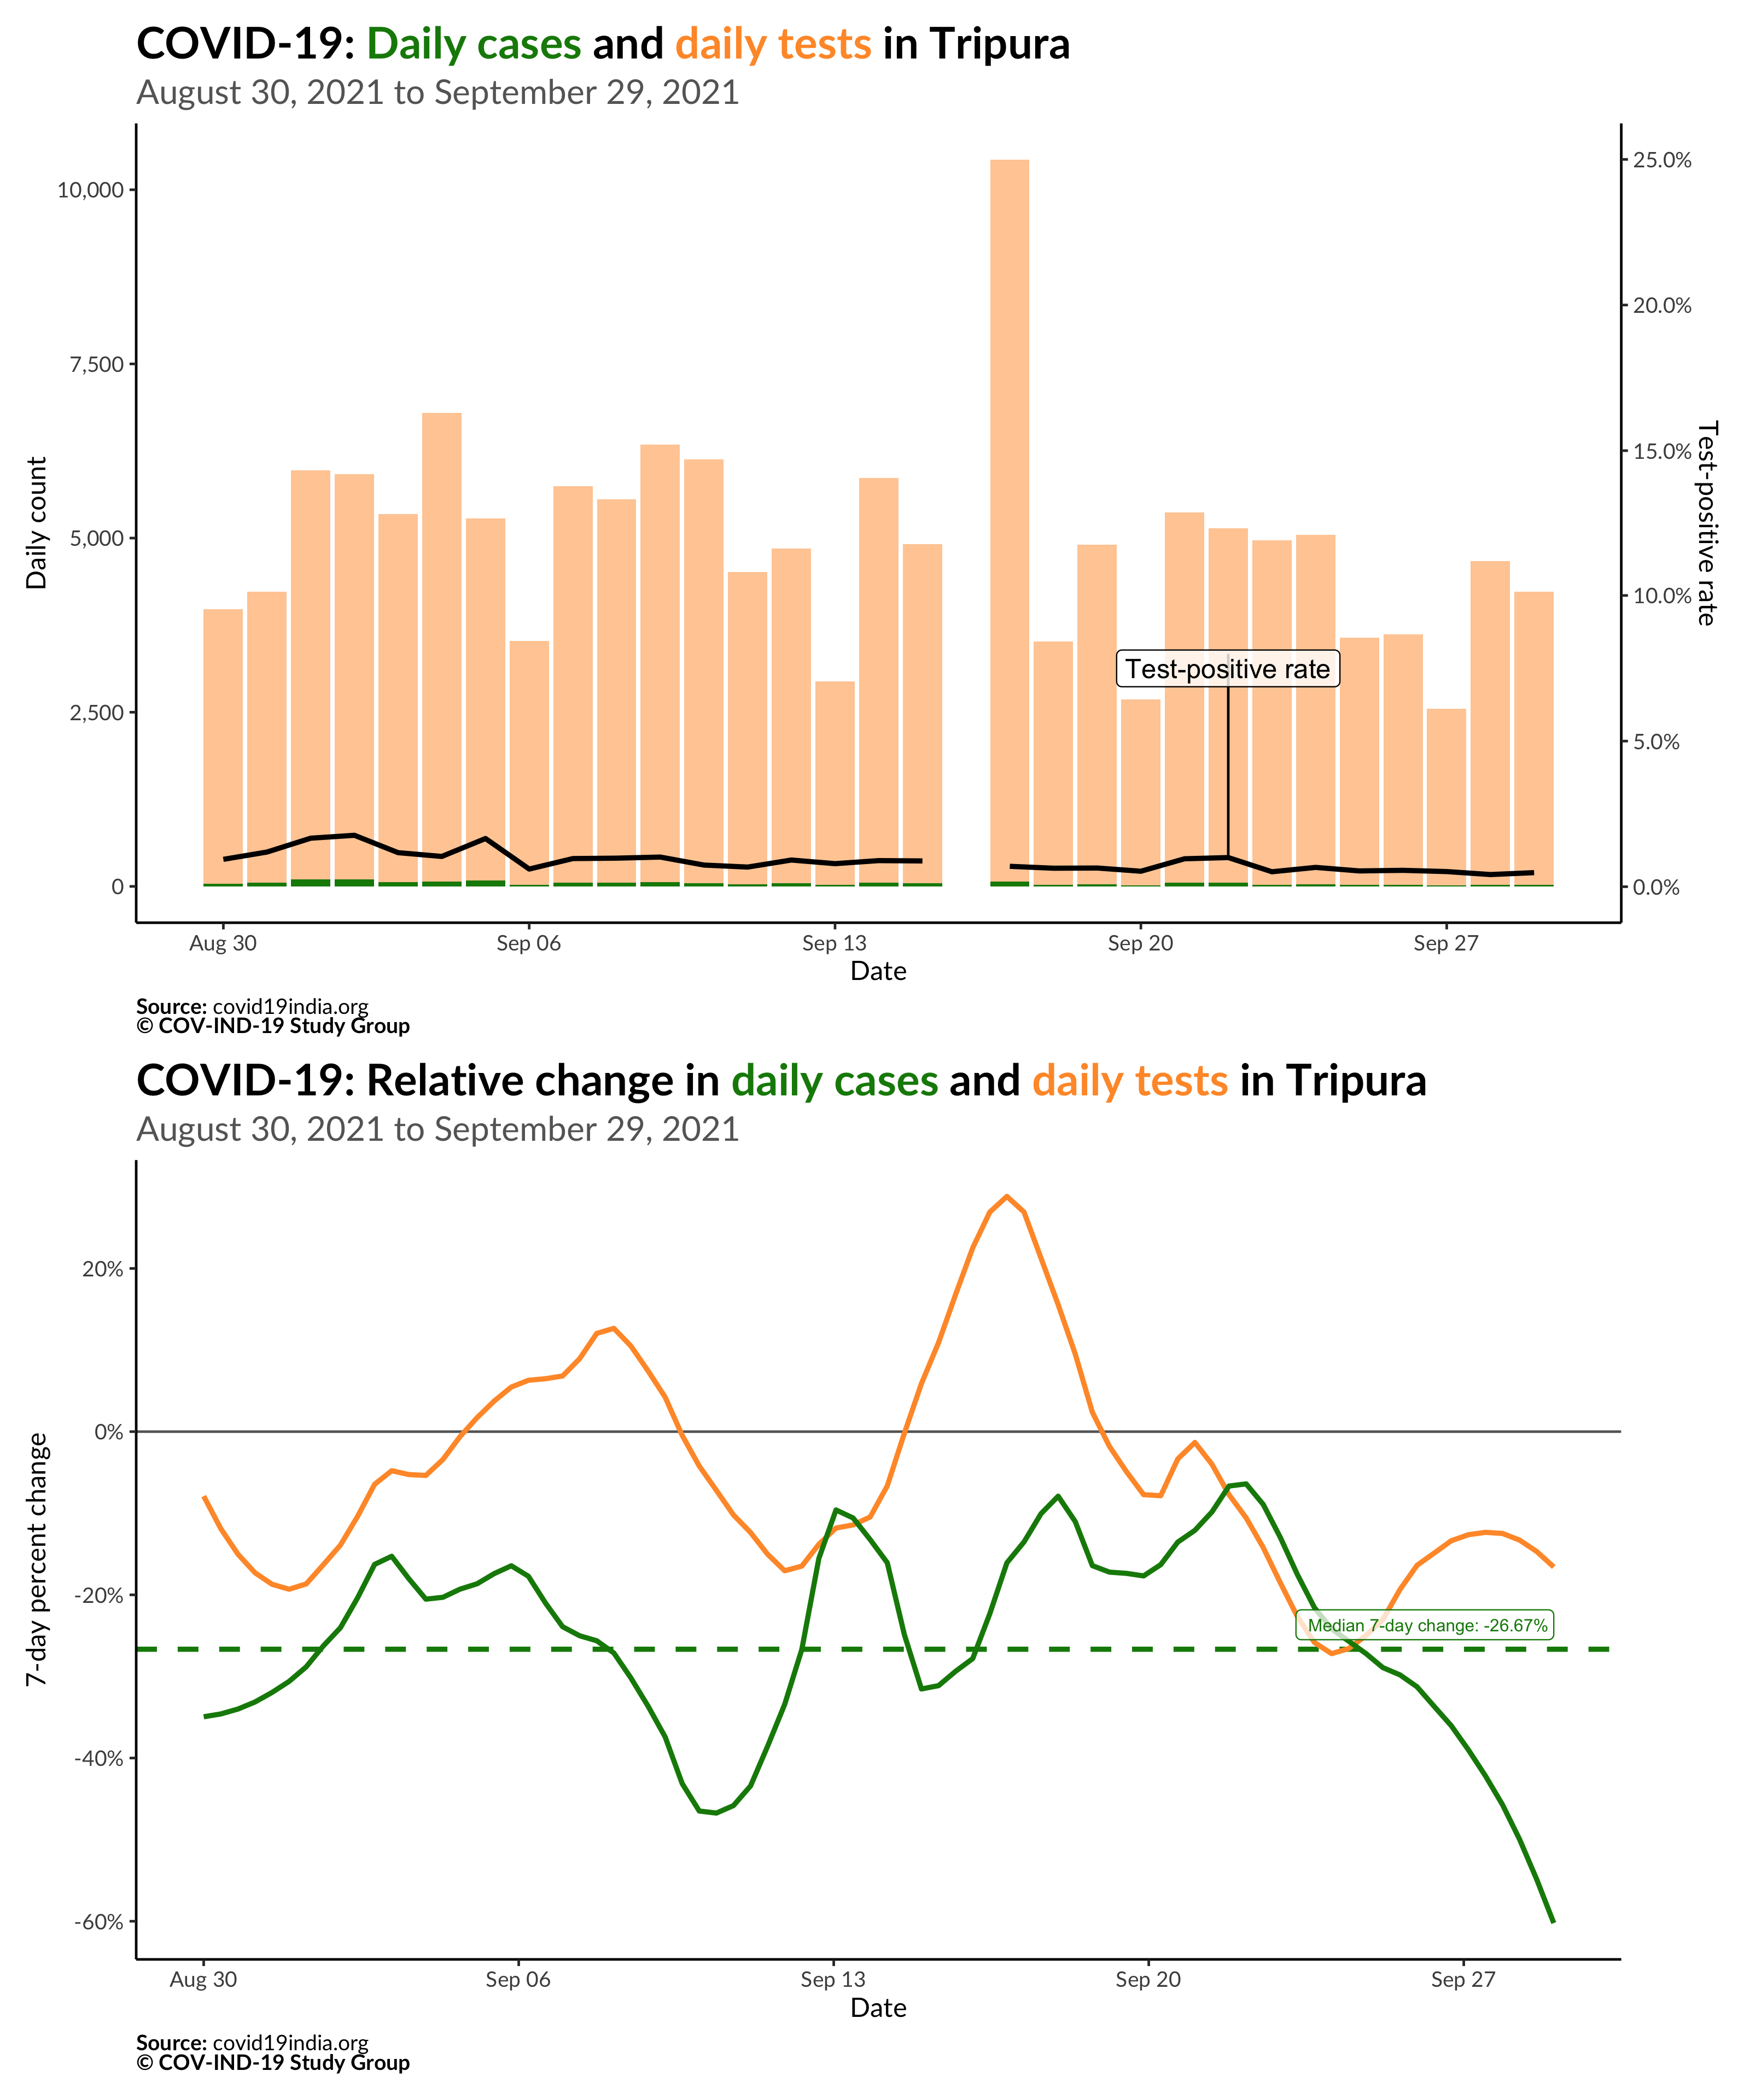 COVID-19: Daily cases and daily tests in Tripura
August 30, 2021 to September 29, 2021
Daily count
10,000
7,500
5,000
2,500
0
25.0%
20.0%
15.0%
10.0%
5.0%
0.0%
Test-positive rate
Test-positive rate
Aug 30
Sep 06
Sep 13
Sep 20
Sep 27
Date
Source: covid19india.org
© COV-IND-19 Study Group
COVID-19: Relative change in daily cases and daily tests in Tripura
August 30, 2021 to September 29, 2021
7-day percent change
20%
0%
-20%
-40%
-60%
Median 7-day change: -26.67%
Aug 30
Sep 06
Sep 13
Sep 20
Sep 27
Date
Source: covid19india.org
© COV-IND-19 Study Group